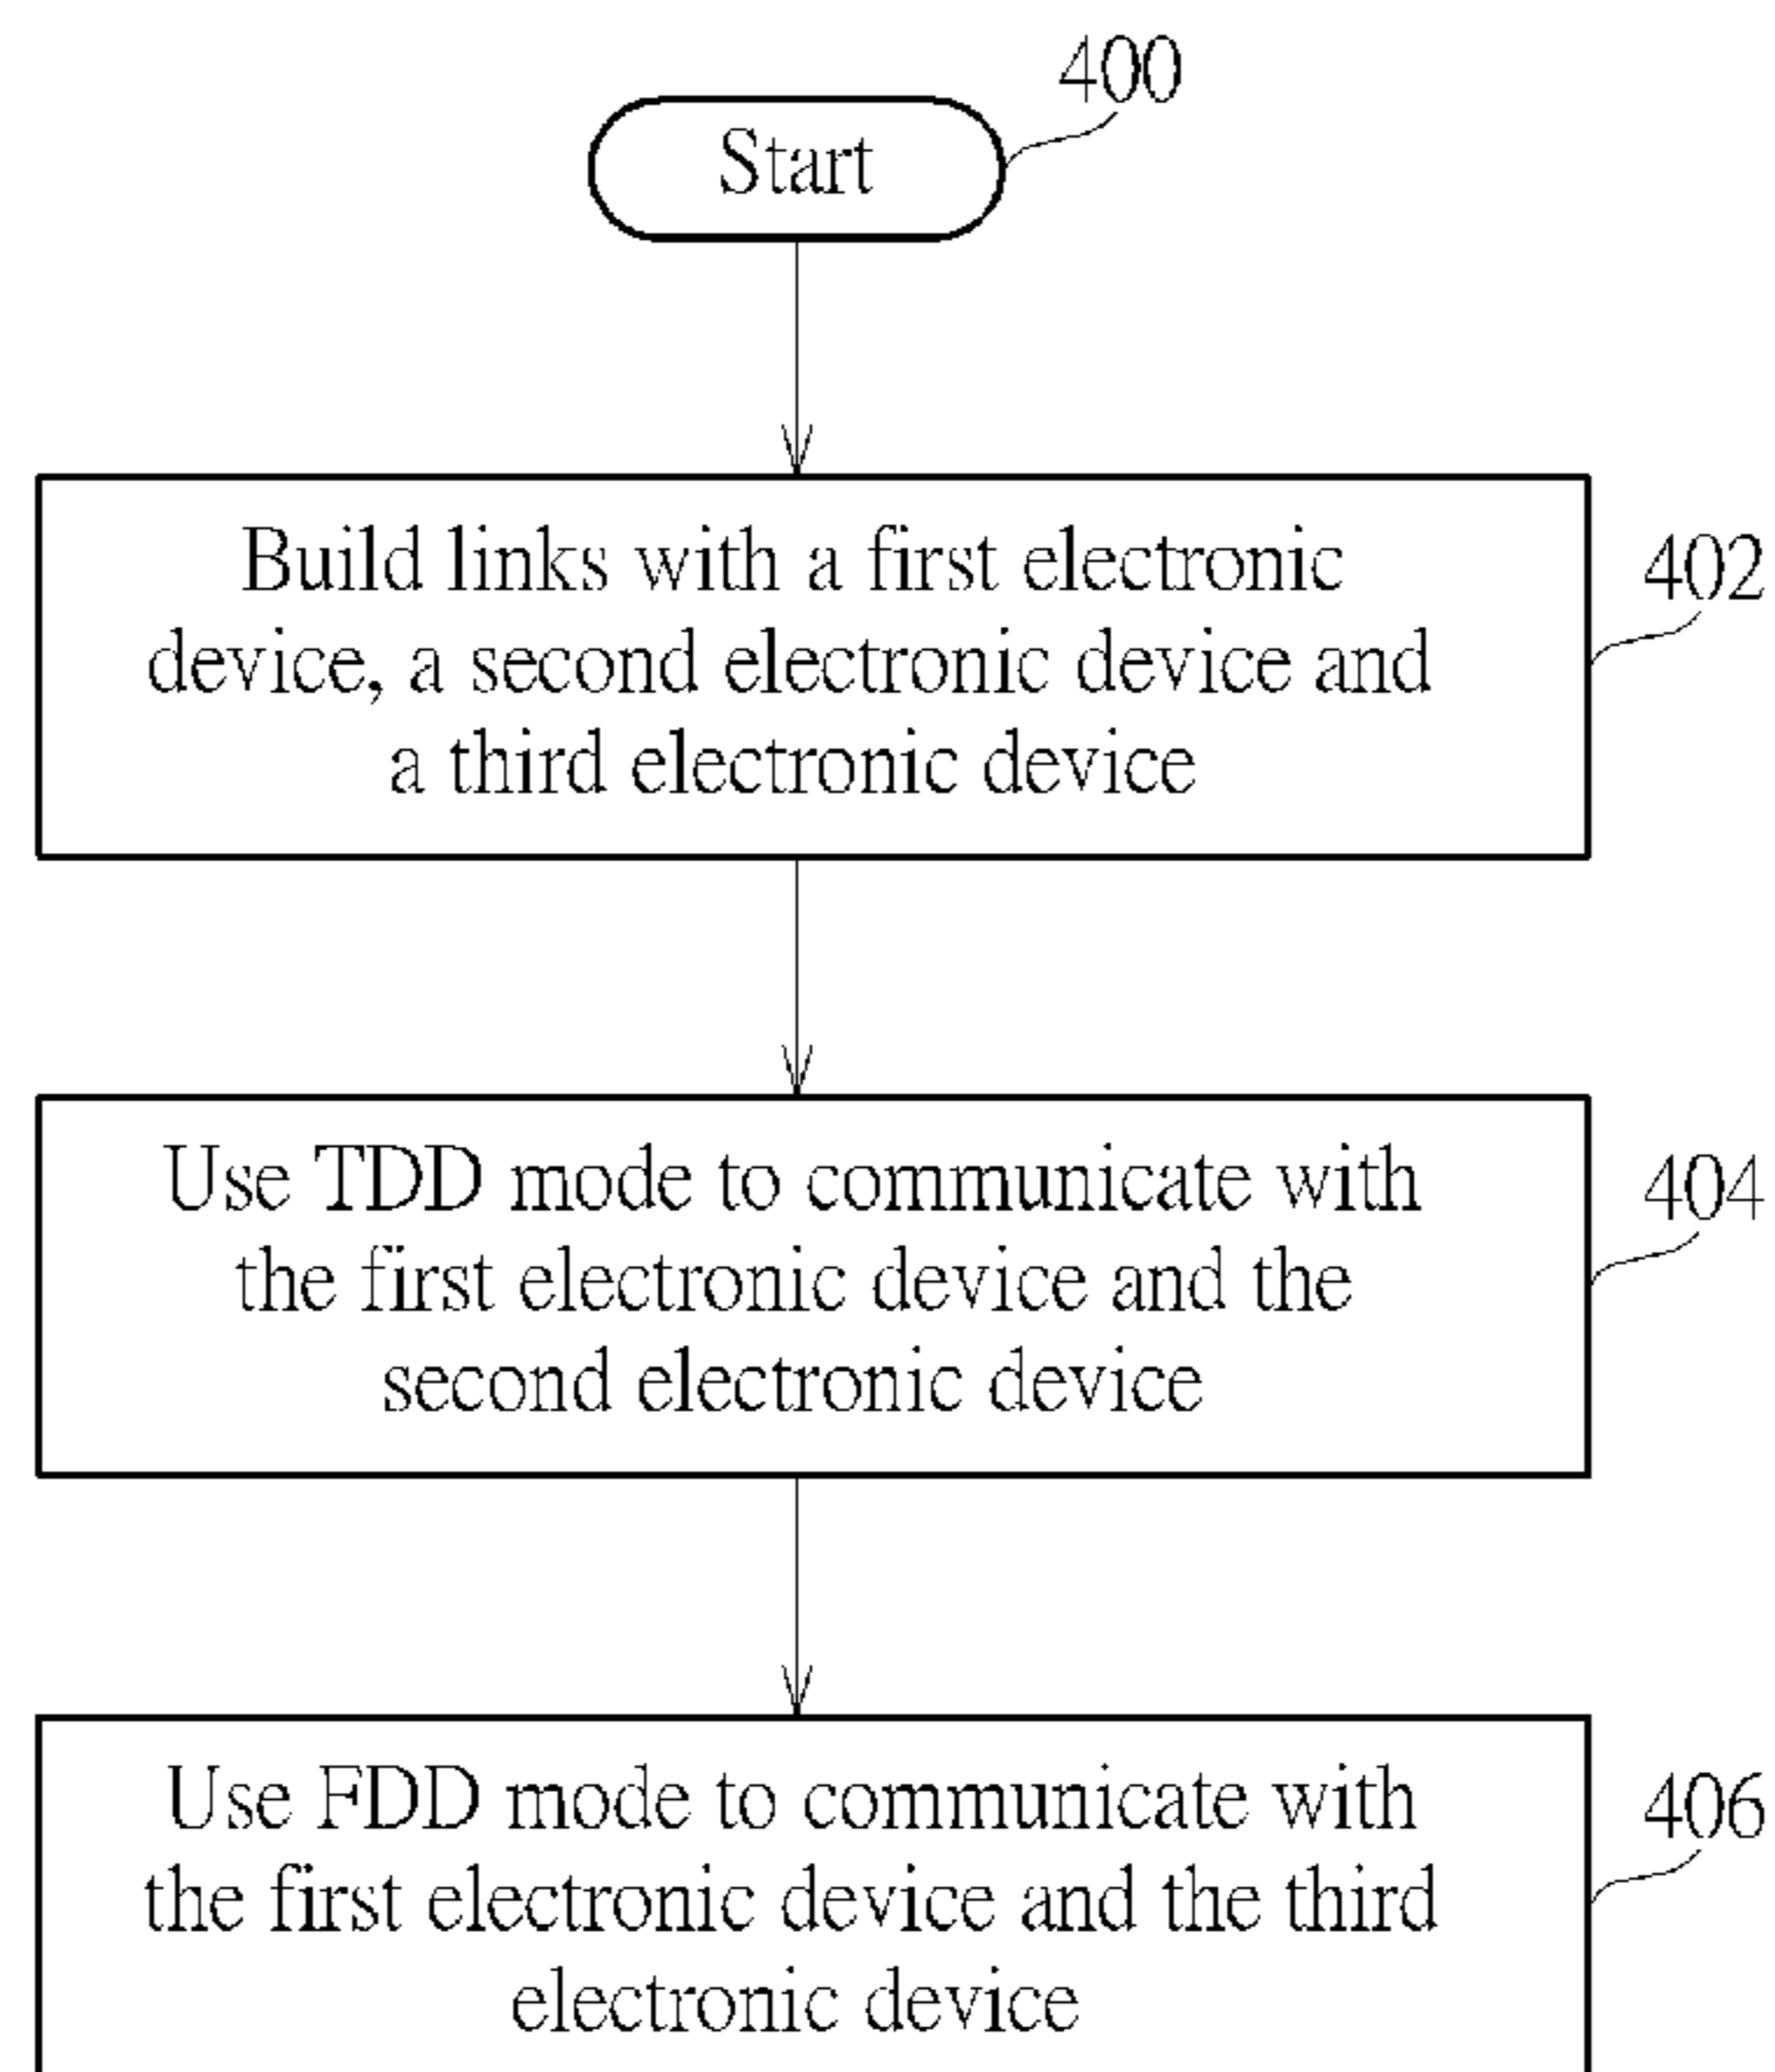 400
Start
Build links with a first electronic
device, a second electronic device and
a third electronic device
402
Use TDD mode to communicate with
the first electronic device and the
second electronic device
404
Use FDD mode to communicate with
the first electronic device and the third
electronic device
406